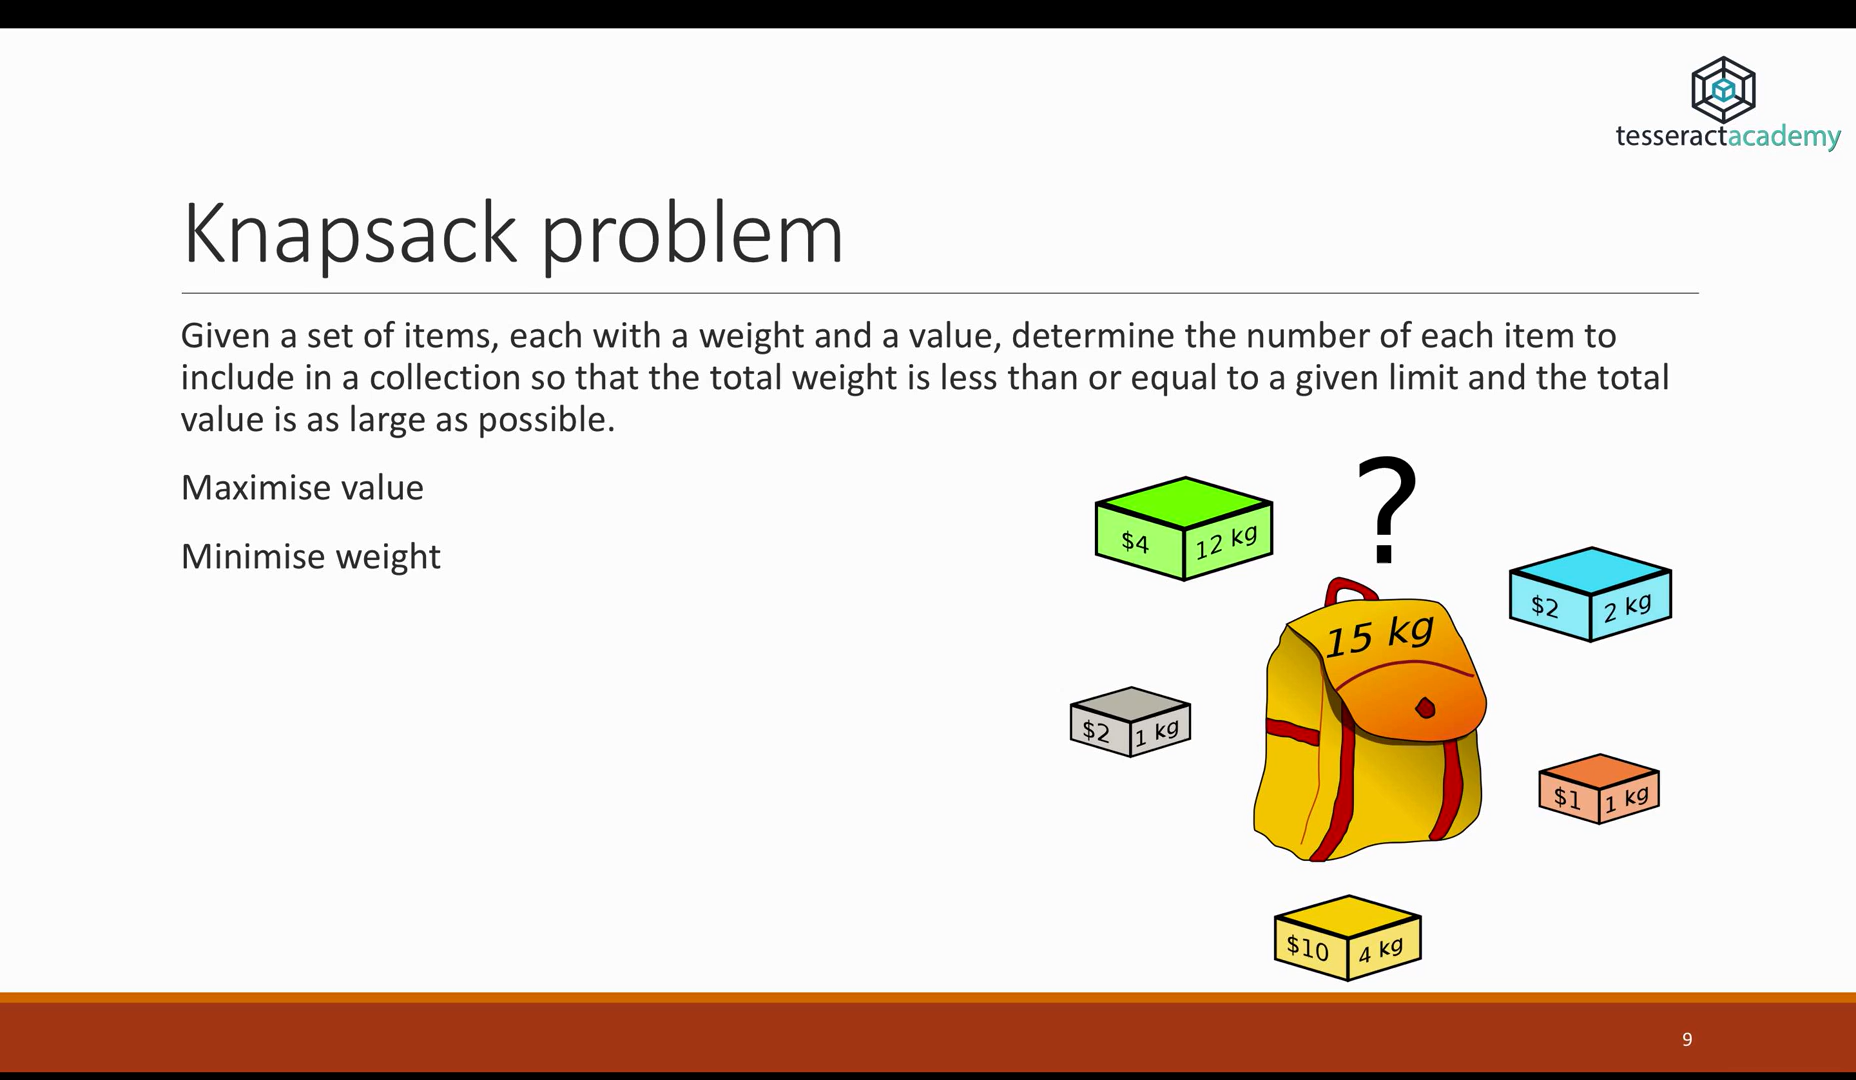 tesseractacademy
Knapsack problem
Given a set of items, each with a weight and a value, determine the number of each item to
include in a collection so that the total weight is less than or equal to a given limit and the total
value is as large as possible.
Maximise value
Minimise weight
?
$4 12 kg
$2 2 kg
15 kg
$2 1 kg
$1 1 kg
$10 4 kg
9